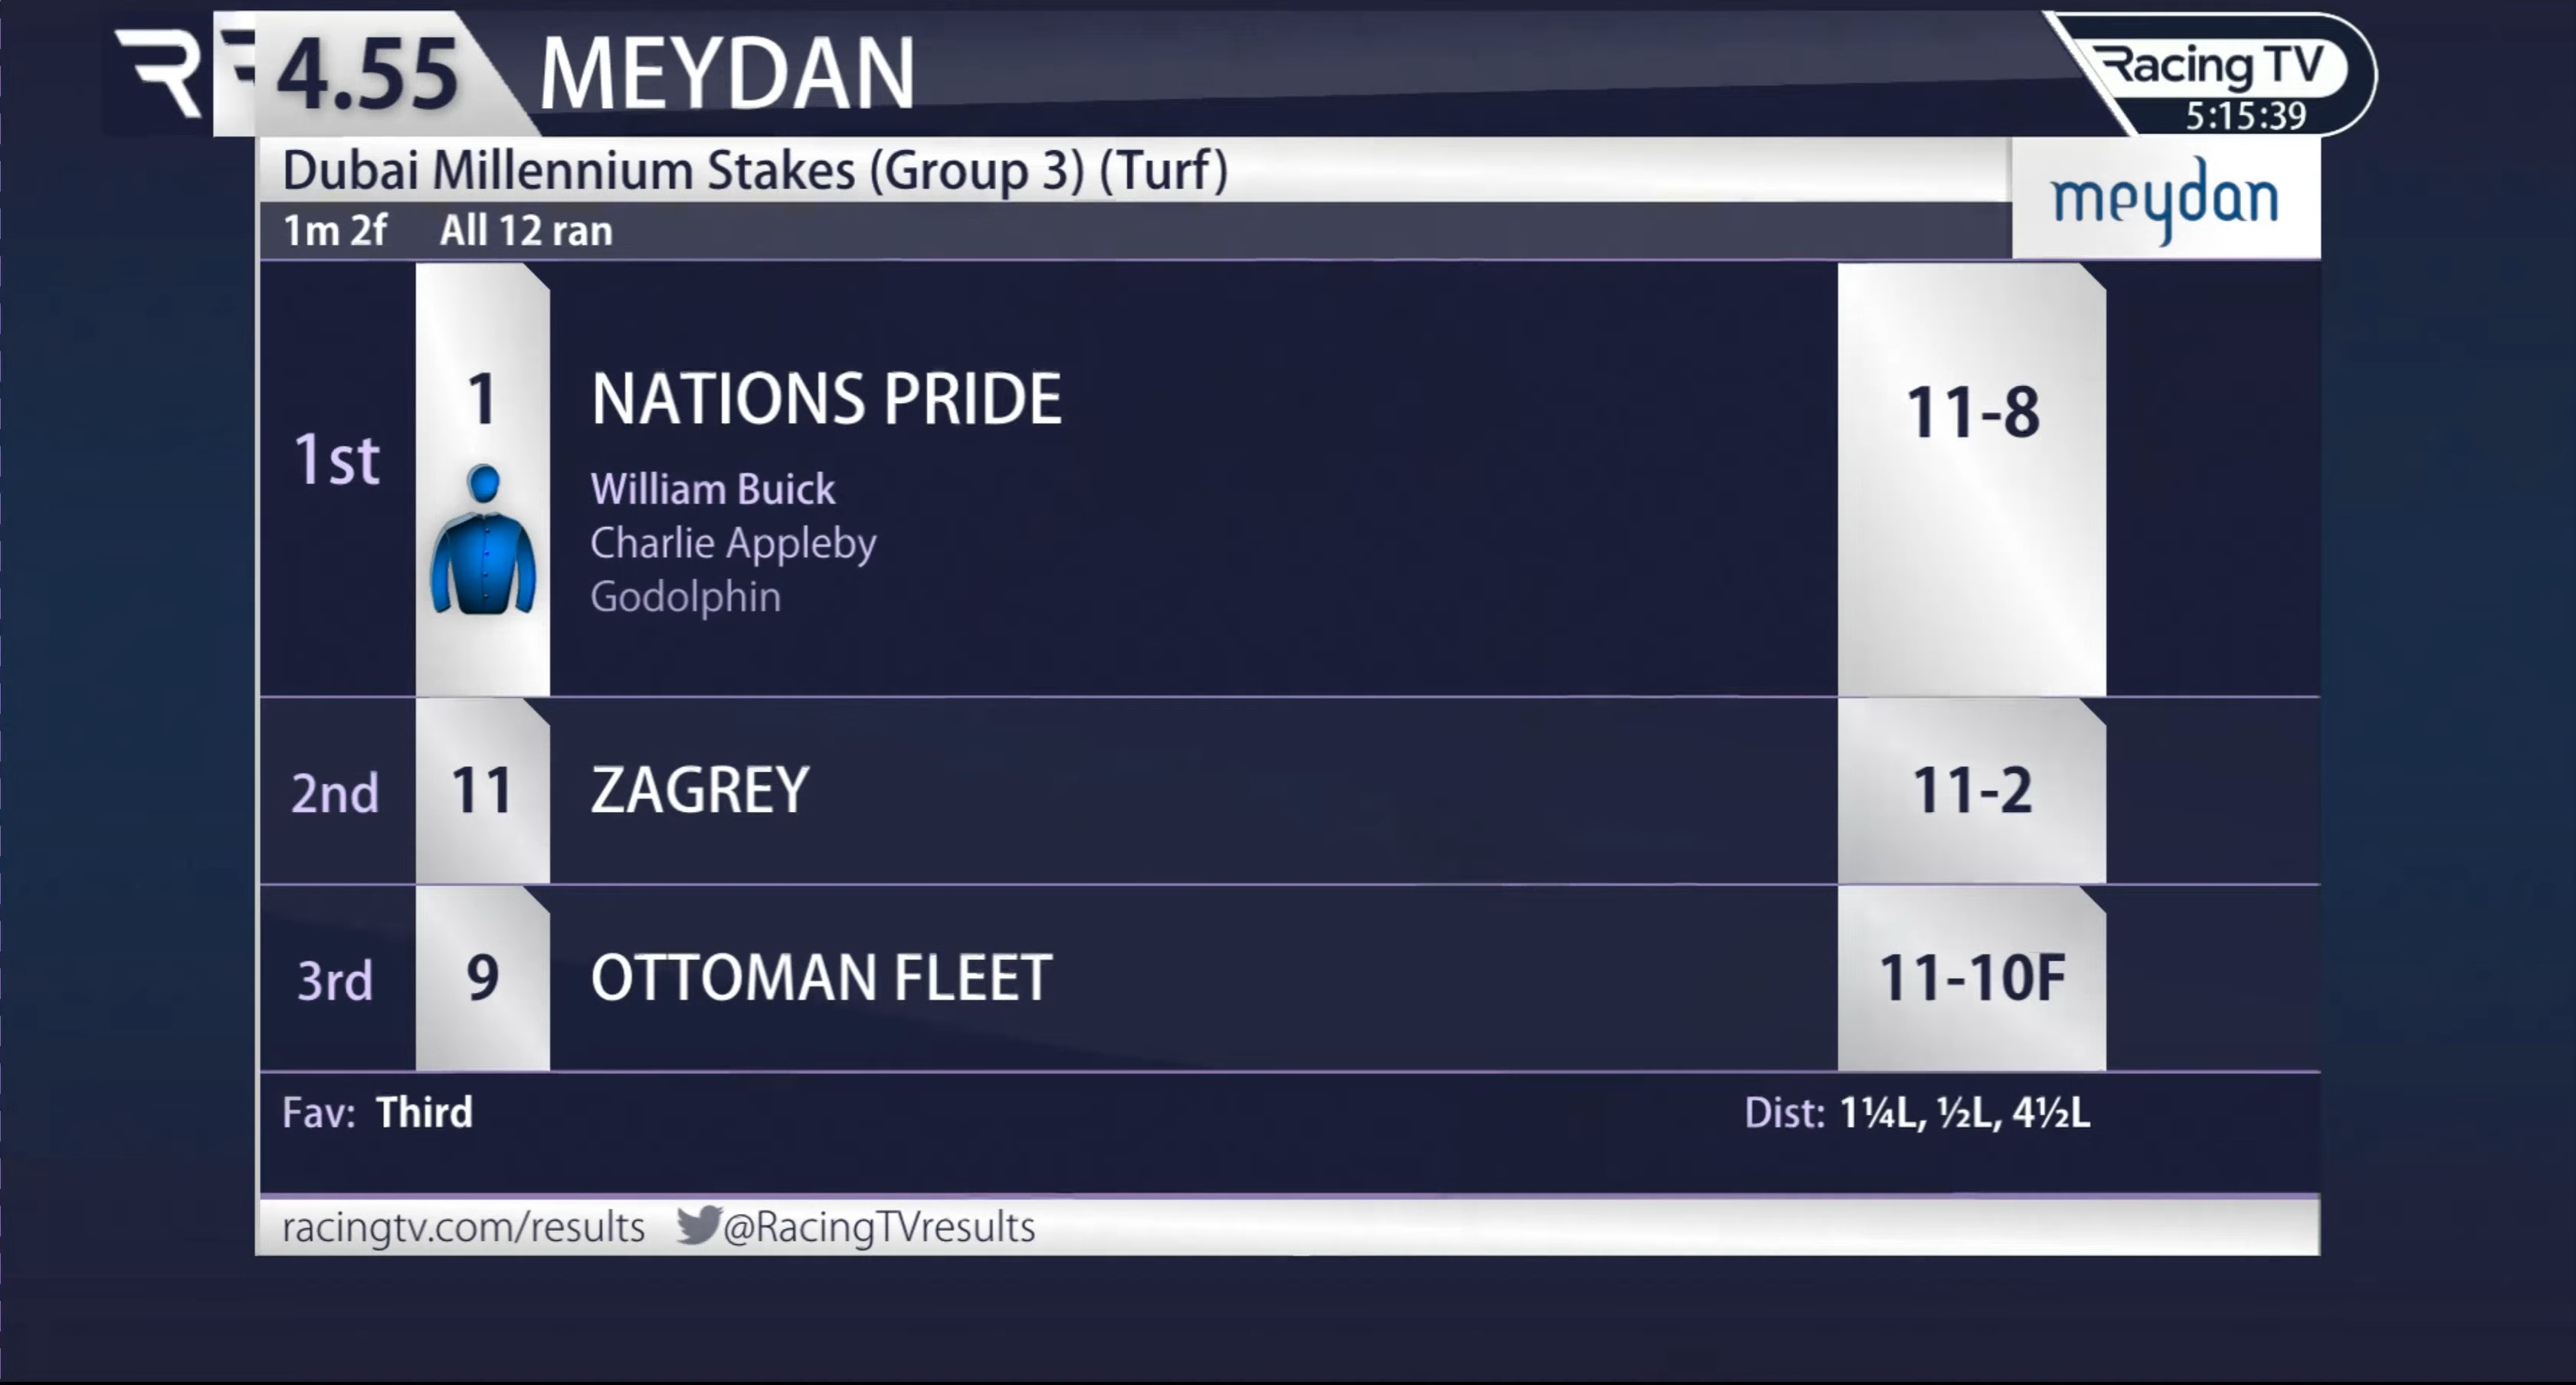 R 4.55 MEYDAN
Racing TV
5:15:39
Dubai Millennium Stakes (Group 3) (Turf)
meydan
1m 2f All 12 ran
1st 1 NATIONS PRIDE 11-8
William Buick
Charlie Appleby
Godolphin
2nd 11 ZAGREY 11-2
3rd 9 OTTOMAN FLEET 11-10F
Fav: Third Dist: 1¼L, ½L, 4½L
racingtv.com/results @RacingTVresults